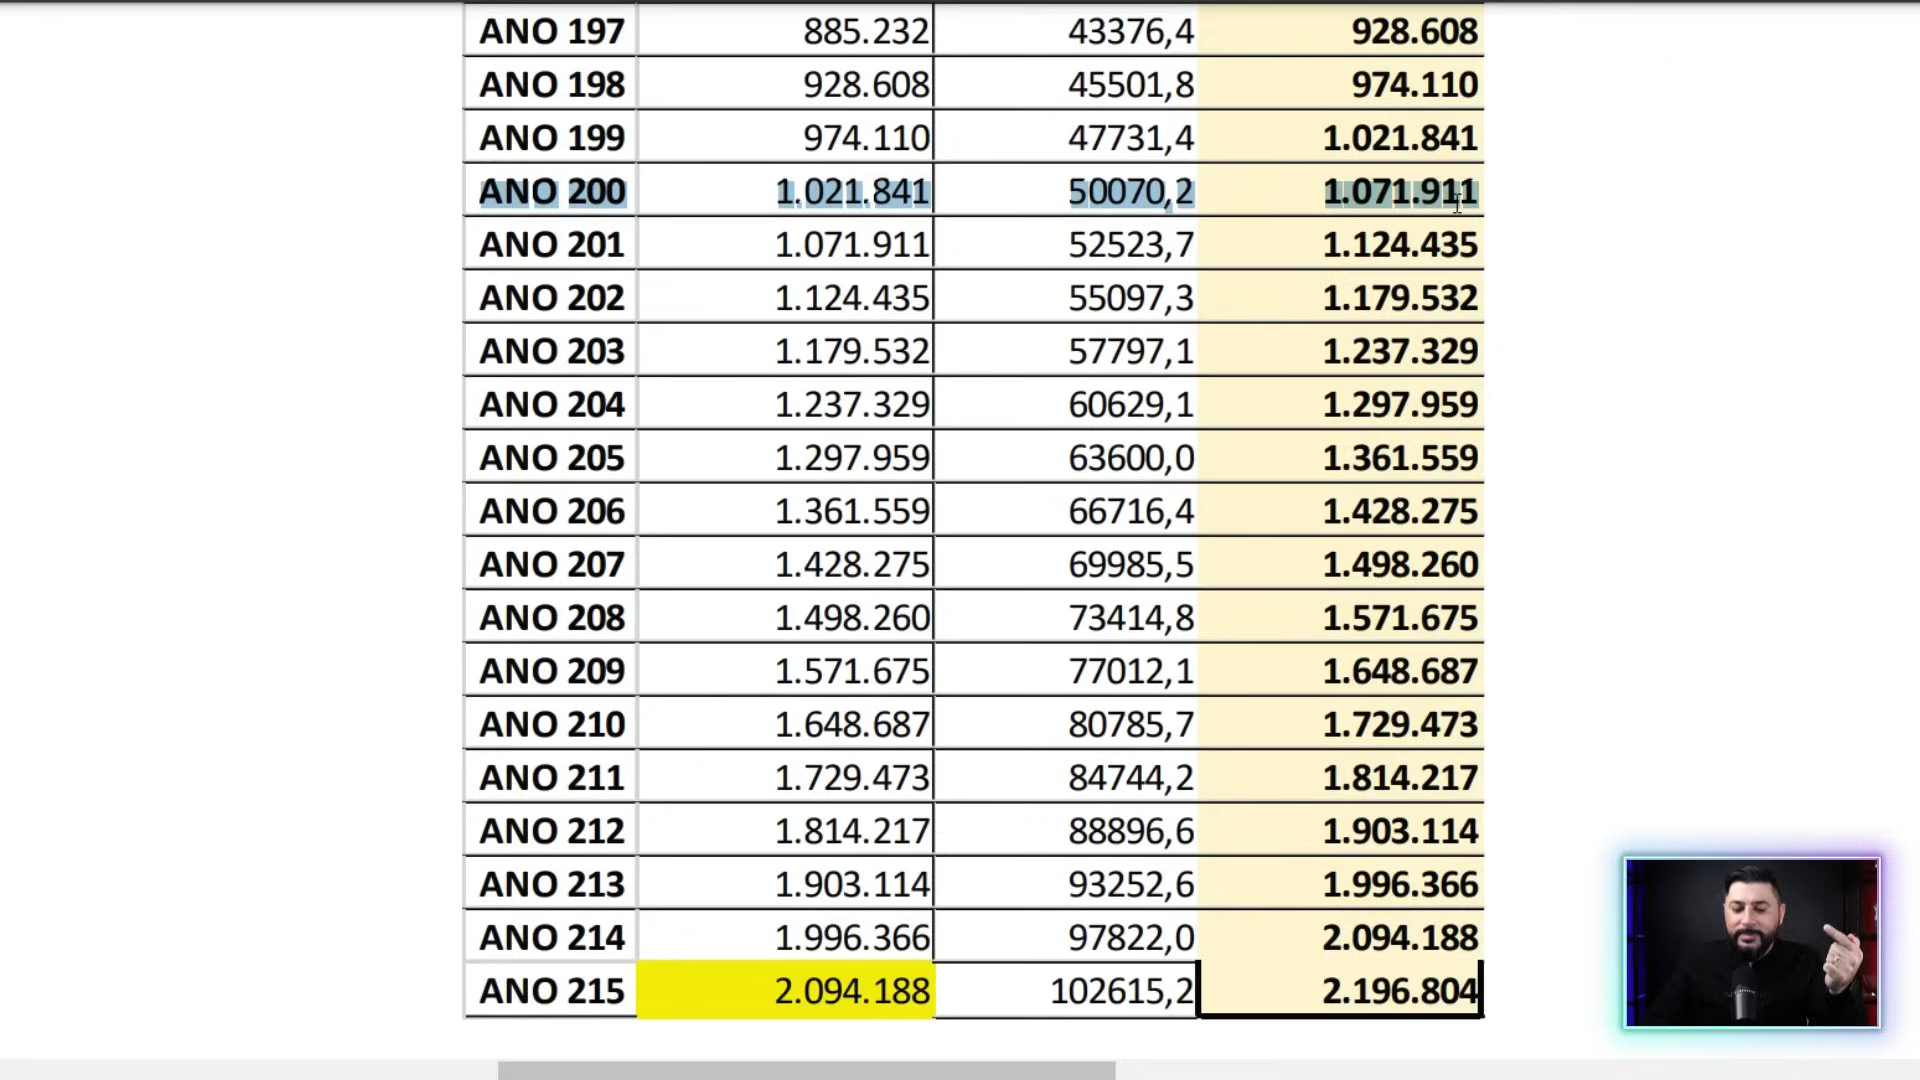 ANO 197 885.232 43376,4 928.608
ANO 198 928.608 45501,8 974.110
ANO 199 974.110 47731,4 1.021.841
ANO 200 1.021.841 50070,2 1.071.911
ANO 201 1.071.911 52523,7 1.124.435
ANO 202 1.124.435 55097,3 1.179.532
ANO 203 1.179.532 57797,1 1.237.329
ANO 204 1.237.329 60629,1 1.297.959
ANO 205 1.297.959 63600,0 1.361.559
ANO 206 1.361.559 66716,4 1.428.275
ANO 207 1.428.275 69985,5 1.498.260
ANO 208 1.498.260 73414,8 1.571.675
ANO 209 1.571.675 77012,1 1.648.687
ANO 210 1.648.687 80785,7 1.729.473
ANO 211 1.729.473 84744,2 1.814.217
ANO 212 1.814.217 88896,6 1.903.114
ANO 213 1.903.114 93252,6 1.996.366
ANO 214 1.996.366 97822,0 2.094.188
ANO 215 2.094.188 102615,2 2.196.804